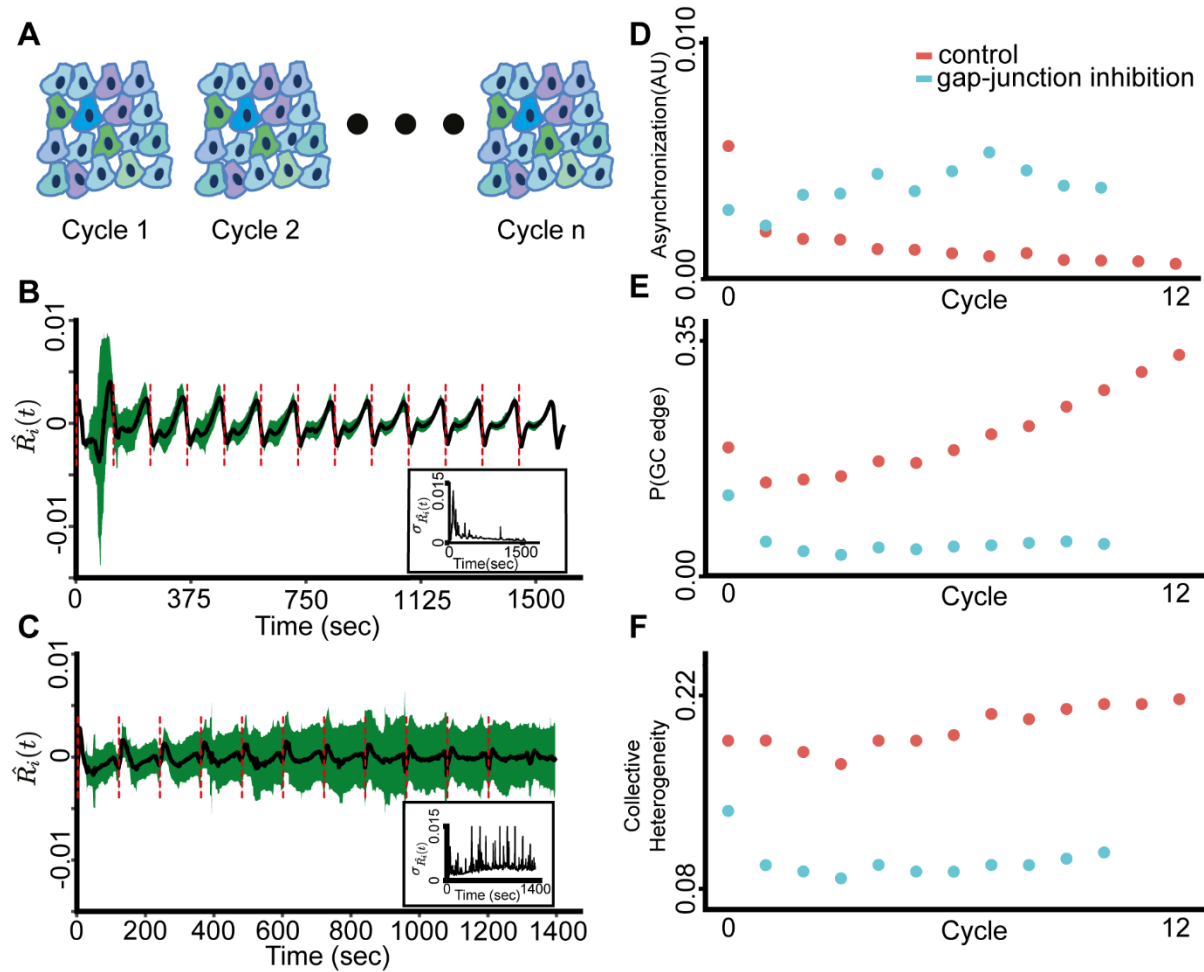 A
Cycle 1
Cycle 2
Cycle n
B
0.01
0
-0.01
R̂ᵢ(t)
0
375
750
1125
1500
Time (sec)
0.015
0
σ R̂ᵢ(t)
0
1500
Time(sec)
C
0.01
0
-0.01
R̂ᵢ(t)
0
200
400
600
800
1000
1200
1400
Time (sec)
0.015
0
σ R̂ᵢ(t)
0
1400
Time (sec)
D
0.010
0.00
Asynchronization(AU)
control
gap-junction inhibition
0
Cycle
12
E
0.35
0.00
P(GC edge)
0
Cycle
12
F
0.22
0.08
Collective
Heterogeneity
0
Cycle
12